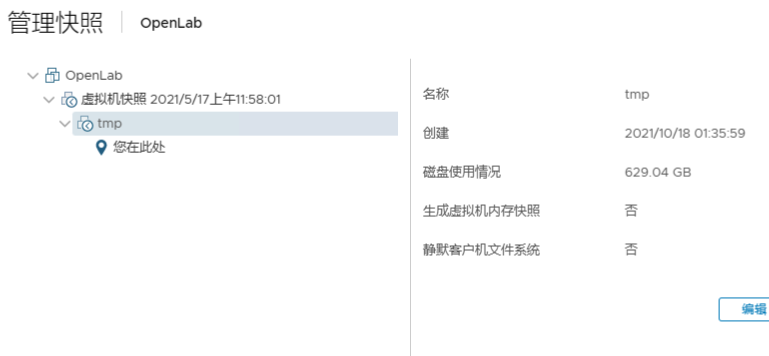 管理快照 OpenLab
OpenLab
虚拟机快照 2021/5/17上午11:58:01
tmp
您在此处
名称 tmp
创建 2021/10/18 01:35:59
磁盘使用情况 629.04 GB
生成虚拟机内存快照 否
静默客户机文件系统 否
编辑